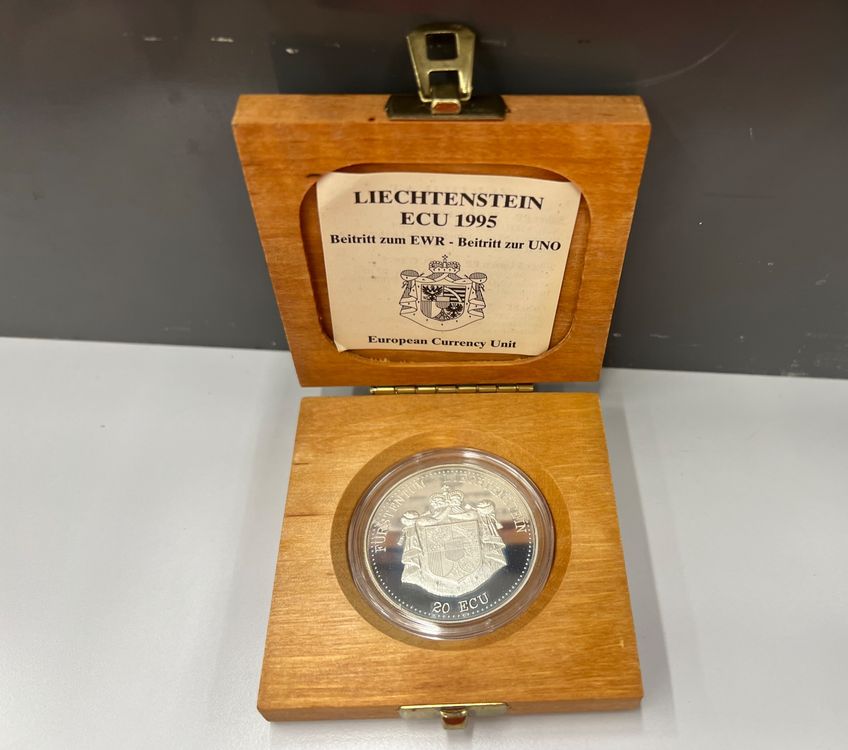 LIECHTENSTEIN
ECU 1995
Beitritt zum EWR - Beitritt zur UNO
European Currency Unit
FÜRSTENTUM LIECHTENSTEIN
20 ECU